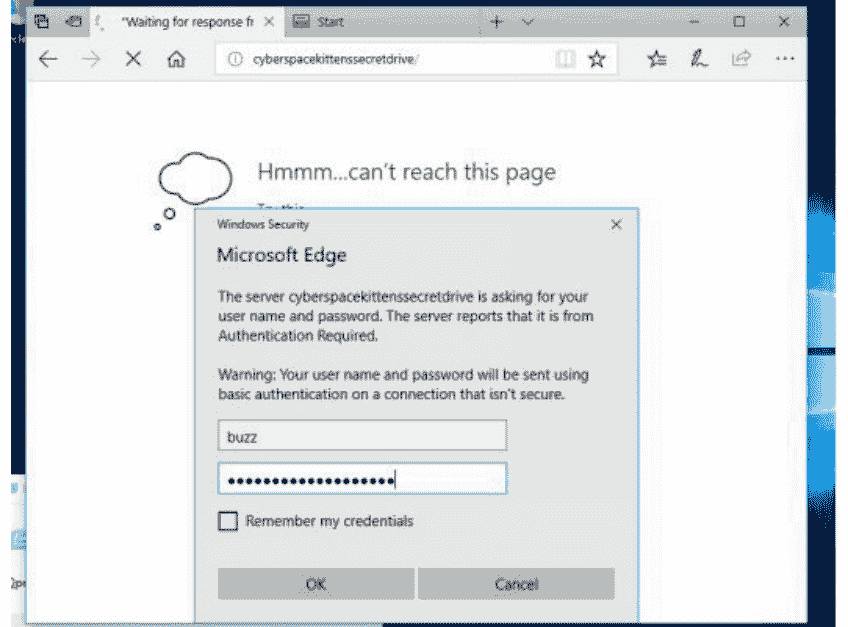 "Waiting for response fr
Start
cyberspacekittenssecretdrive/
Hmmm...can't reach this page
Windows Security
Microsoft Edge
The server cyberspacekittenssecretdrive is asking for your
user name and password. The server reports that it is from
Authentication Required.
Warning: Your user name and password will be sent using
basic authentication on a connection that isn't secure.
buzz
Remember my credentials
OK
Cancel